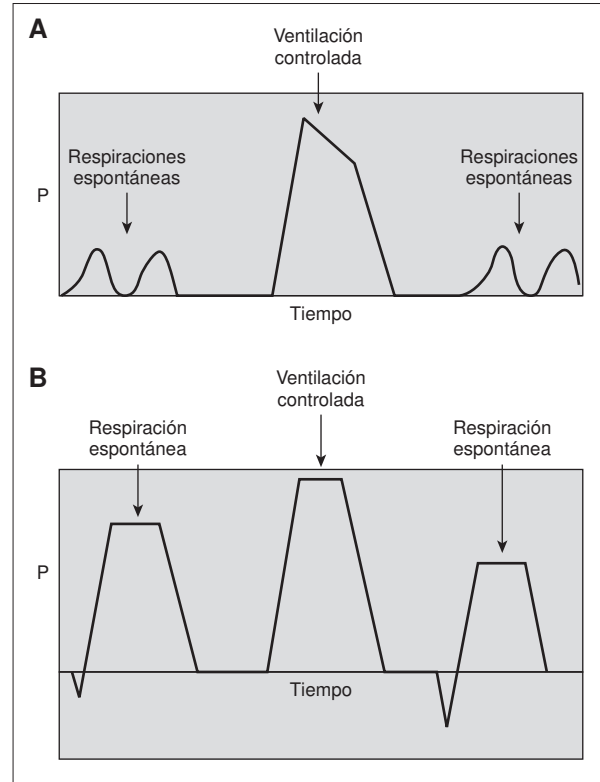 A
Ventilación
controlada
Respiraciones
espontáneas
Respiraciones
espontáneas
P
Tiempo
B
Ventilación
controlada
Respiración
espontánea
Respiración
espontánea
P
Tiempo